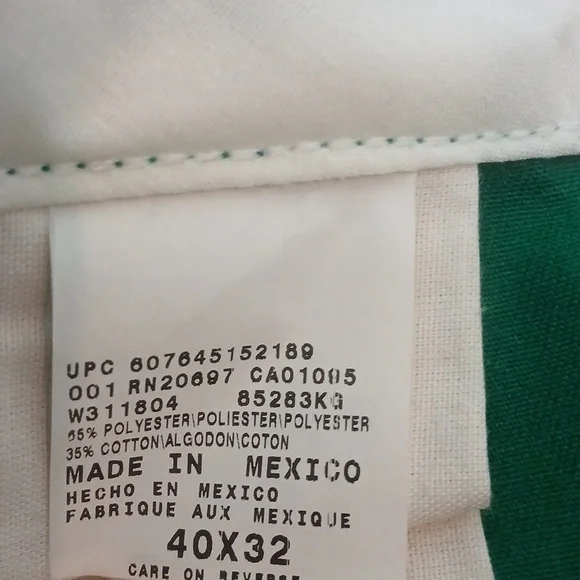 UPC 607645152189
001 RN20697 CA01095
W311804 85283KG
65% POLYESTER\POLIESTER\POLYESTER
35% COTTON\ALGODON\COTON
MADE IN MEXICO
HECHO EN MEXICO
FABRIQUE AUX MEXIQUE
40X32
CARE ON REVERSE